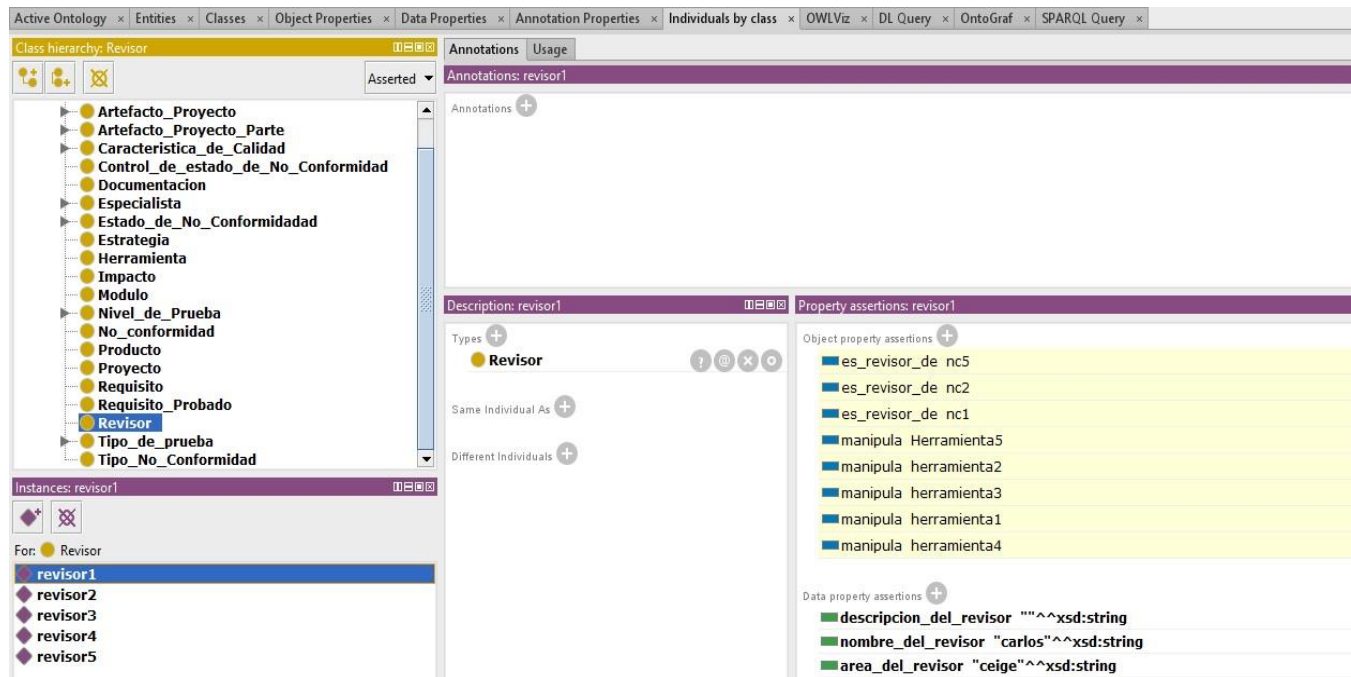 Active Ontology × Entities × Classes × Object Properties × Data Properties × Annotation Properties × Individuals by class × OWLViz × DL Query × OntoGraf × SPARQL Query ×
Class hierarchy: Revisor
Asserted
Artefacto_Proyecto
Artefacto_Proyecto_Parte
Caracteristica_de_Calidad
Control_de_estado_de_No_Conformidad
Documentacion
Especialista
Estado_de_No_Conformidadad
Estrategia
Herramienta
Impacto
Modulo
Nivel_de_Prueba
No_conformidad
Producto
Proyecto
Requisito
Requisito_Probado
Revisor
Tipo_de_prueba
Tipo_No_Conformidad
Instances: revisor1
For: Revisor
revisor1
revisor2
revisor3
revisor4
revisor5
Annotations Usage
Annotations: revisor1
Annotations
Description: revisor1
Types
Revisor
Same Individual As
Different Individuals
Property assertions: revisor1
Object property assertions
es_revisor_de nc5
es_revisor_de nc2
es_revisor_de nc1
manipula Herramienta5
manipula herramienta2
manipula herramienta3
manipula herramienta1
manipula herramienta4
Data property assertions
descripcion_del_revisor ""^^xsd:string
nombre_del_revisor "carlos"^^xsd:string
area_del_revisor "ceige"^^xsd:string